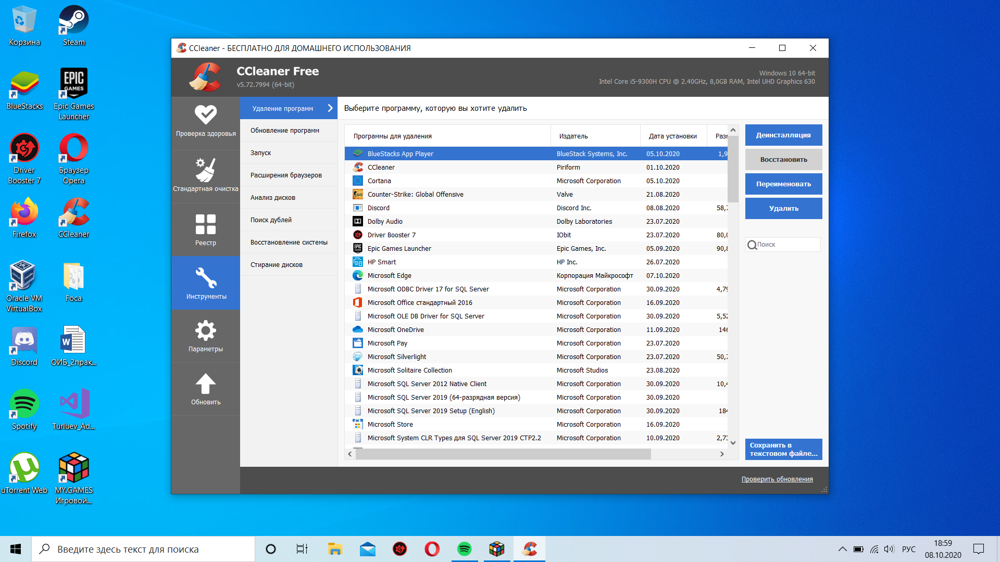 Корзина
Steam
BlueStacks
EPIC GAMES
Epic Games
Launcher
Driver
Booster 7
Браузер
Opera
Firefox
CCleaner
Oracle VM
VirtualBox
Foca
Discord
ОИБ_2прак...
Spotify
Turluev_Ad...
uTorrent Web
MY.GAMES
Игровой...
CCleaner - БЕСПЛАТНО ДЛЯ ДОМАШНЕГО ИСПОЛЬЗОВАНИЯ
CCleaner Free
v5.72.7994 (64-bit)
Windows 10 64-bit
Intel Core i5-9300H CPU @ 2.40GHz, 8,0GB RAM, Intel UHD Graphics 630
Проверка здоровья
Стандартная очистка
Реестр
Инструменты
Параметры
Обновить
Удаление программ
Обновление программ
Запуск
Расширения браузеров
Анализ дисков
Поиск дублей
Восстановление системы
Стирание дисков
Выберите программу, которую вы хотите удалить
Программы для удаления Издатель Дата установки Разм
BlueStacks App Player BlueStack Systems, Inc. 05.10.2020 1,9
CCleaner Piriform 01.10.2020
Cortana Microsoft Corporation 05.10.2020
Counter-Strike: Global Offensive Valve 21.08.2020
Discord Discord Inc. 08.08.2020 58,7
Dolby Audio Dolby Laboratories 23.07.2020
Driver Booster 7 IObit 23.07.2020 80,0
Epic Games Launcher Epic Games, Inc. 05.09.2020 90,8
HP Smart HP Inc. 26.07.2020
Microsoft Edge Корпорация Майкрософт 07.10.2020
Microsoft ODBC Driver 17 for SQL Server Microsoft Corporation 30.09.2020 4,79
Microsoft Office стандартный 2016 Microsoft Corporation 16.09.2020
Microsoft OLE DB Driver for SQL Server Microsoft Corporation 30.09.2020 5,52
Microsoft OneDrive Microsoft Corporation 11.09.2020 146
Microsoft Pay Microsoft Corporation 23.07.2020
Microsoft Silverlight Microsoft Corporation 23.07.2020 50,7
Microsoft Solitaire Collection Microsoft Studios 23.08.2020
Microsoft SQL Server 2012 Native Client Microsoft Corporation 30.09.2020 10,4
Microsoft SQL Server 2019 (64-разрядная версия) Microsoft Corporation 30.09.2020
Microsoft SQL Server 2019 Setup (English) Microsoft Corporation 30.09.2020 184
Microsoft Store Microsoft Corporation 16.09.2020
Microsoft System CLR Types для SQL Server 2019 CTP2.2 Microsoft Corporation 10.09.2020 2,73
Деинсталляция
Восстановить
Переименовать
Удалить
Поиск
Сохранить в
текстовом файле...
Проверить обновления
Введите здесь текст для поиска
РУС
18:59
08.10.2020